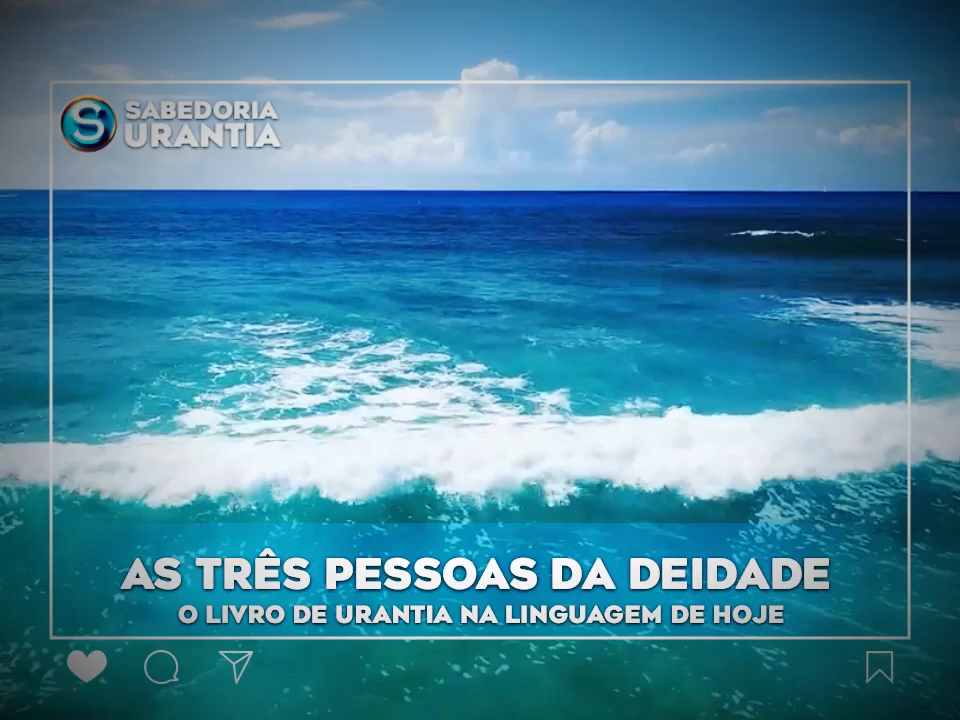 SABEDORIA
URANTIA
AS TRÊS PESSOAS DA DEIDADE
O LIVRO DE URANTIA NA LINGUAGEM DE HOJE